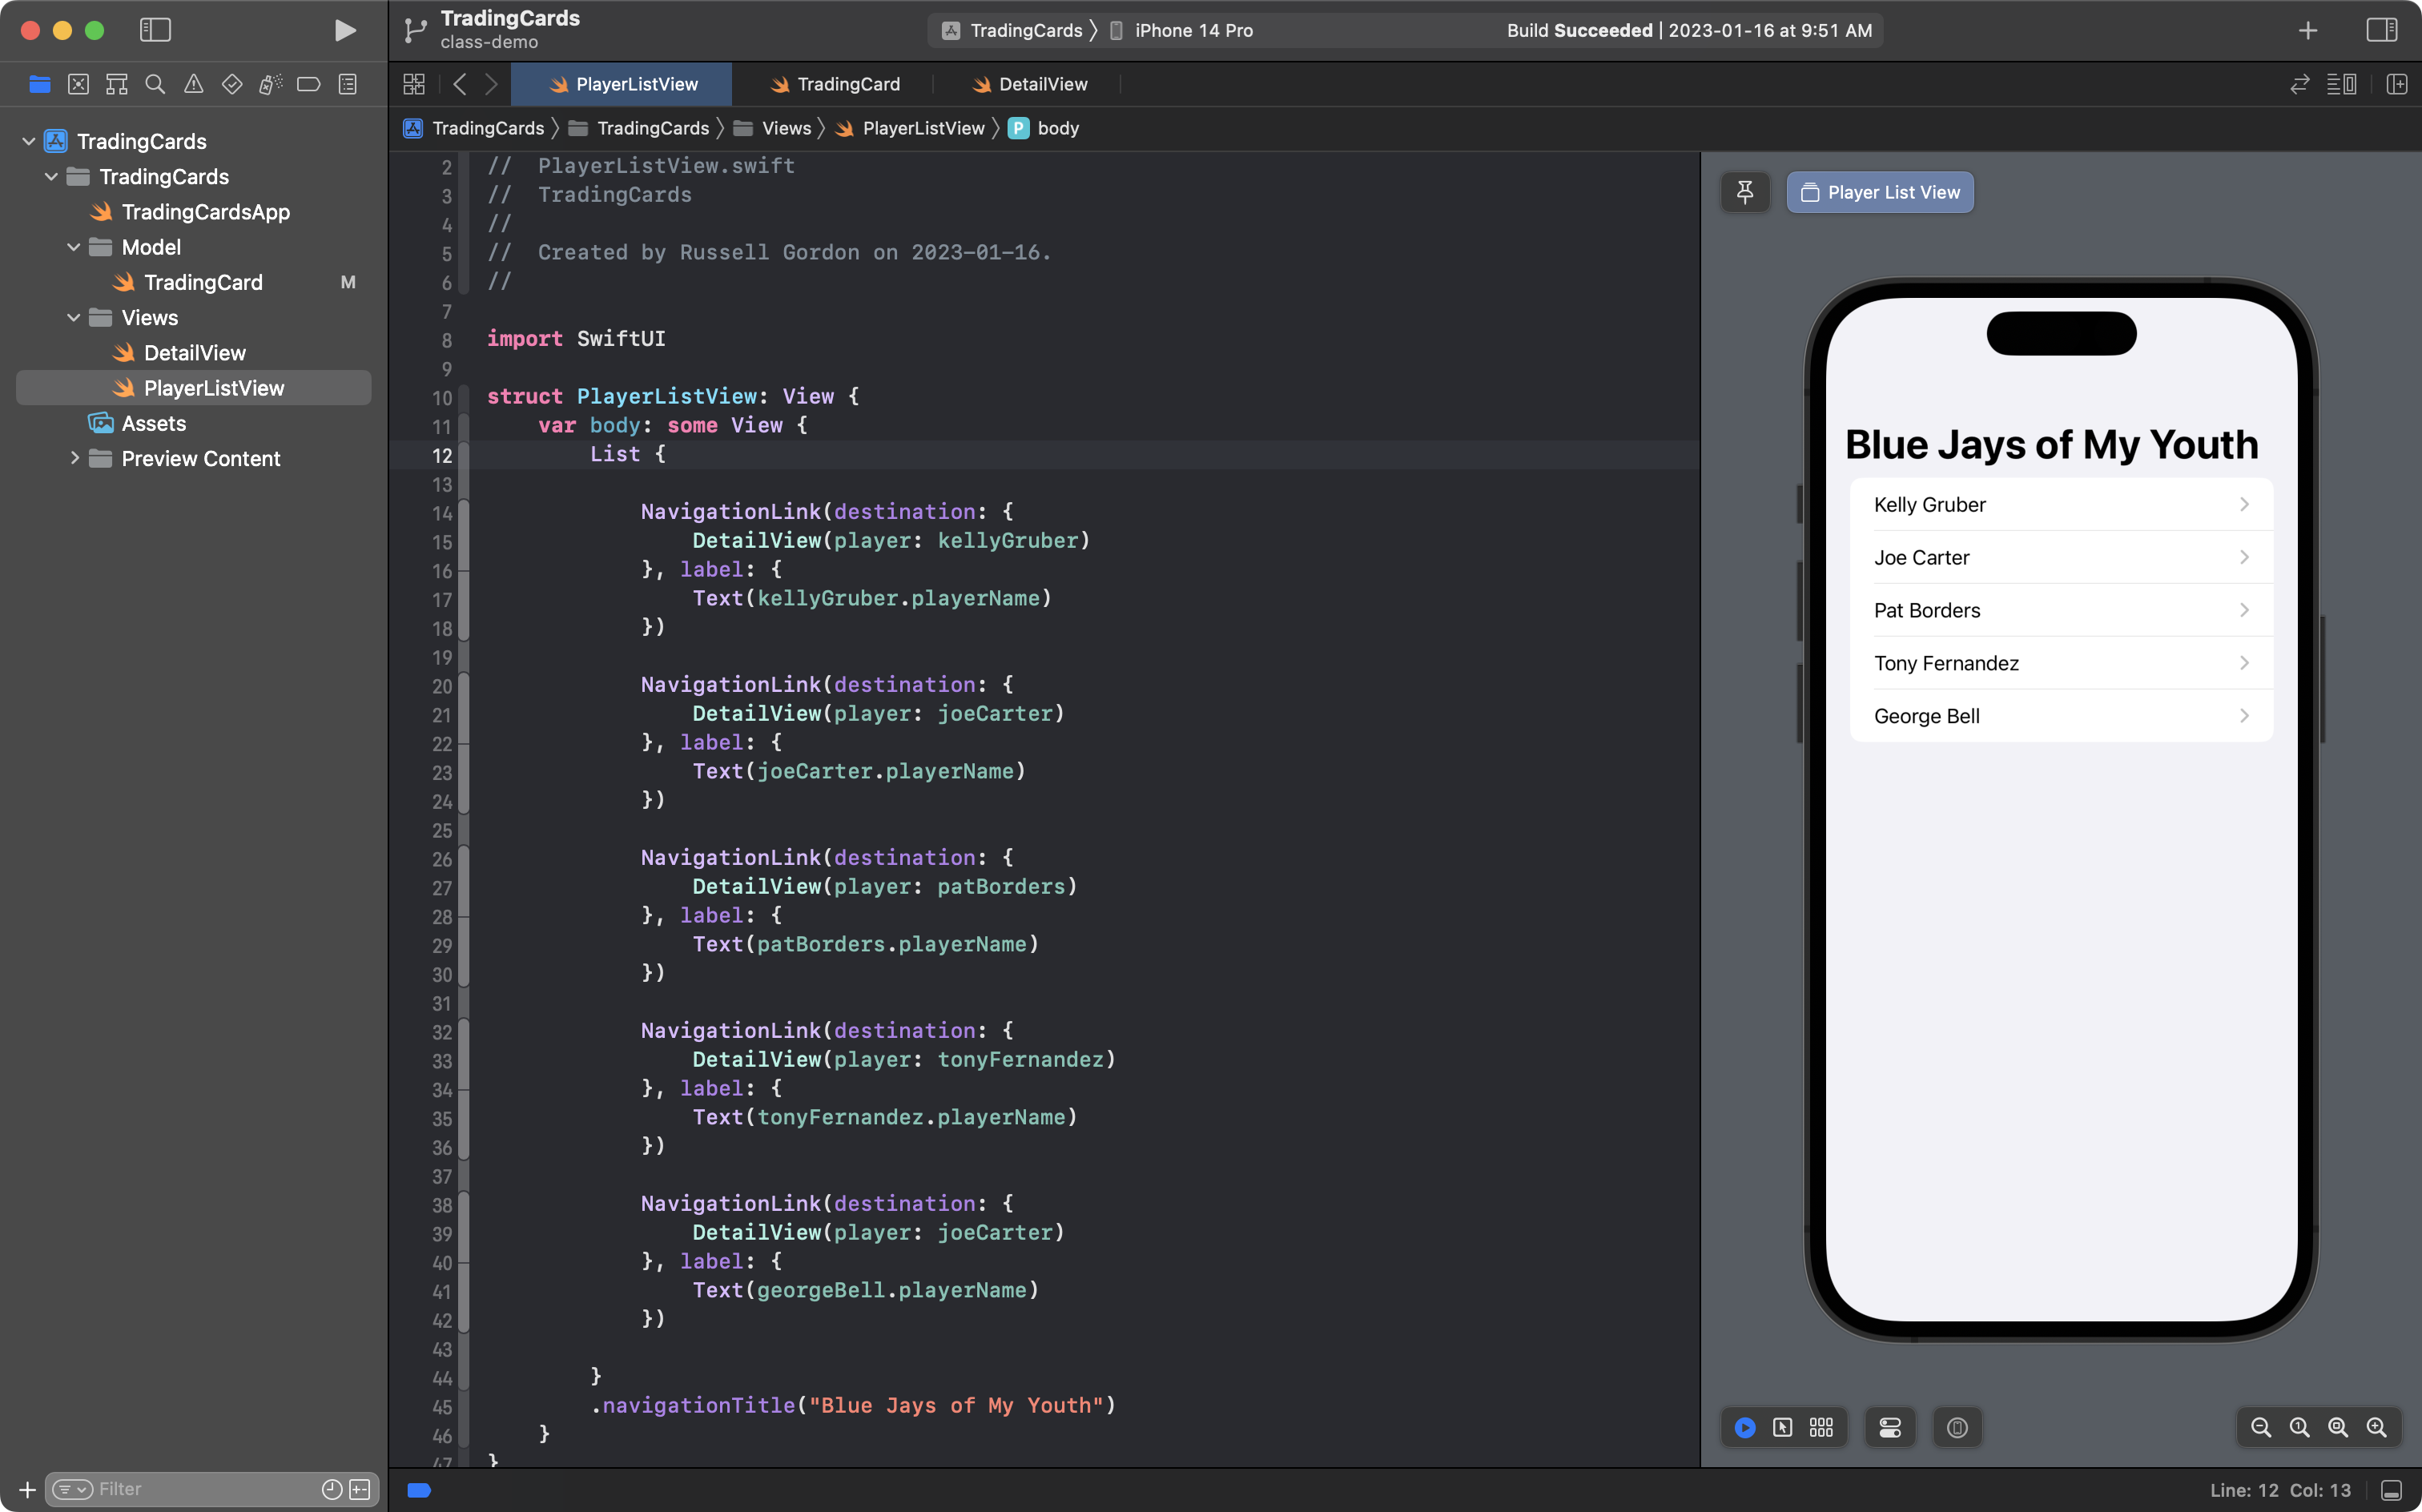 TradingCards
class-demo
TradingCards 〉 iPhone 14 Pro
Build Succeeded | 2023-01-16 at 9:51 AM
PlayerListView
TradingCard
DetailView
TradingCards 〉 TradingCards 〉 Views 〉 PlayerListView 〉 P body
TradingCards
TradingCards
TradingCardsApp
Model
TradingCard M
Views
DetailView
PlayerListView
Assets
Preview Content
Filter
2 //  PlayerListView.swift
3 //  TradingCards
4 //
5 //  Created by Russell Gordon on 2023-01-16.
6 //
7
8 import SwiftUI
9
10 struct PlayerListView: View {
11     var body: some View {
12         List {
13
14             NavigationLink(destination: {
15                 DetailView(player: kellyGruber)
16             }, label: {
17                 Text(kellyGruber.playerName)
18             })
19
20             NavigationLink(destination: {
21                 DetailView(player: joeCarter)
22             }, label: {
23                 Text(joeCarter.playerName)
24             })
25
26             NavigationLink(destination: {
27                 DetailView(player: patBorders)
28             }, label: {
29                 Text(patBorders.playerName)
30             })
31
32             NavigationLink(destination: {
33                 DetailView(player: tonyFernandez)
34             }, label: {
35                 Text(tonyFernandez.playerName)
36             })
37
38             NavigationLink(destination: {
39                 DetailView(player: joeCarter)
40             }, label: {
41                 Text(georgeBell.playerName)
42             })
43
44         }
45         .navigationTitle("Blue Jays of My Youth")
46     }
47 }
Player List View
Blue Jays of My Youth
Kelly Gruber
Joe Carter
Pat Borders
Tony Fernandez
George Bell
Line: 12 Col: 13